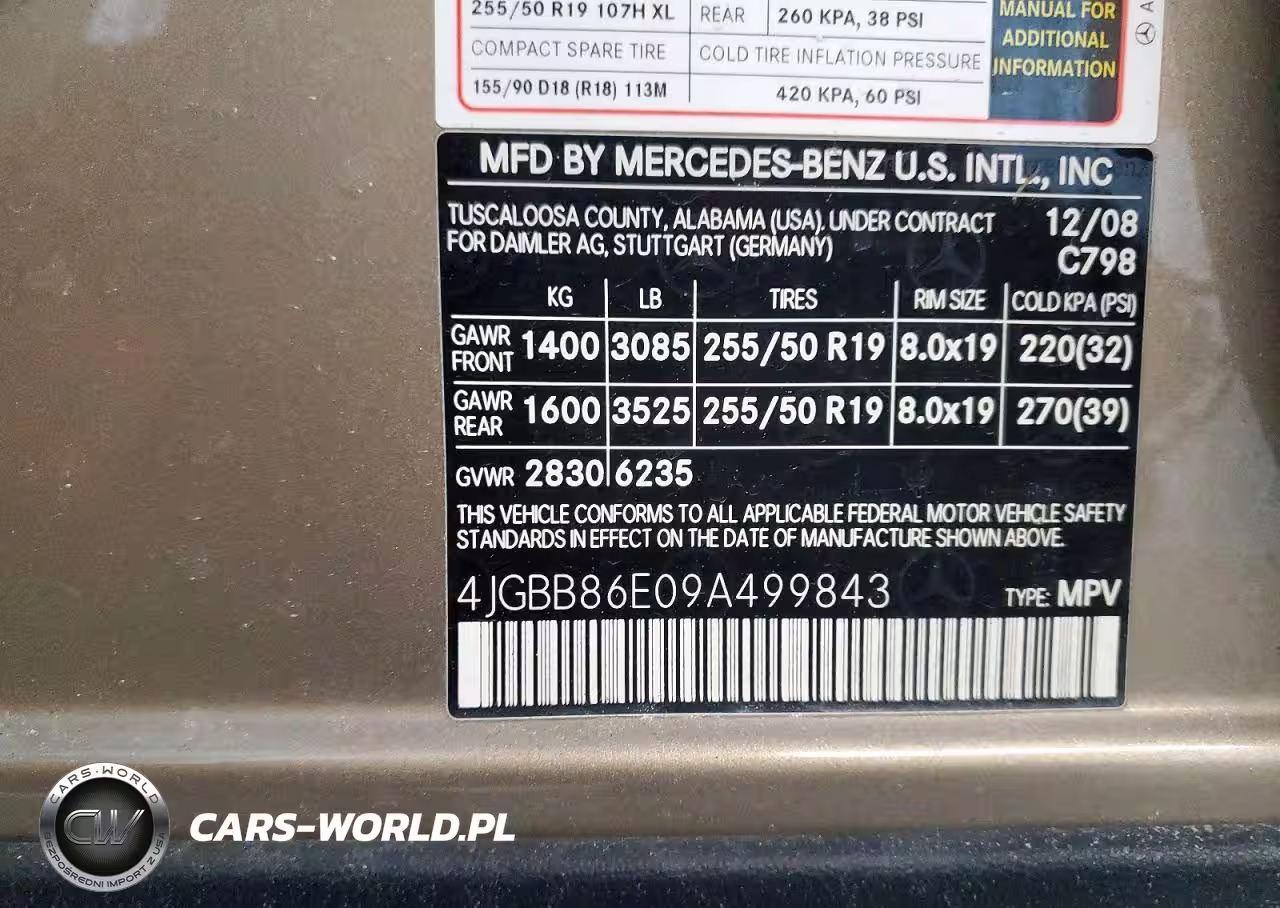 255/50 R19 107H XL REAR 260 KPA, 38 PSI MANUAL FOR
COMPACT SPARE TIRE COLD TIRE INFLATION PRESSURE ADDITIONAL
INFORMATION
155/90 D18 (R18) 113M 420 KPA, 60 PSI
A
MFD BY MERCEDES-BENZ U.S. INTL., INC
TUSCALOOSA COUNTY, ALABAMA (USA). UNDER CONTRACT 12/08
FOR DAIMLER AG, STUTTGART (GERMANY) C798
KG LB TIRES RIM SIZE COLD KPA (PSI)
GAWR FRONT 1400 3085 255/50 R19 8.0x19 220(32)
GAWR REAR 1600 3525 255/50 R19 8.0x19 270(39)
GVWR 2830 6235
THIS VEHICLE CONFORMS TO ALL APPLICABLE FEDERAL MOTOR VEHICLE SAFETY
STANDARDS IN EFFECT ON THE DATE OF MANUFACTURE SHOWN ABOVE.
4JGBB86E09A499843 TYPE: MPV
CARS-WORLD
CW
BEZPOŚREDNI IMPORT Z USA
CARS-WORLD.PL